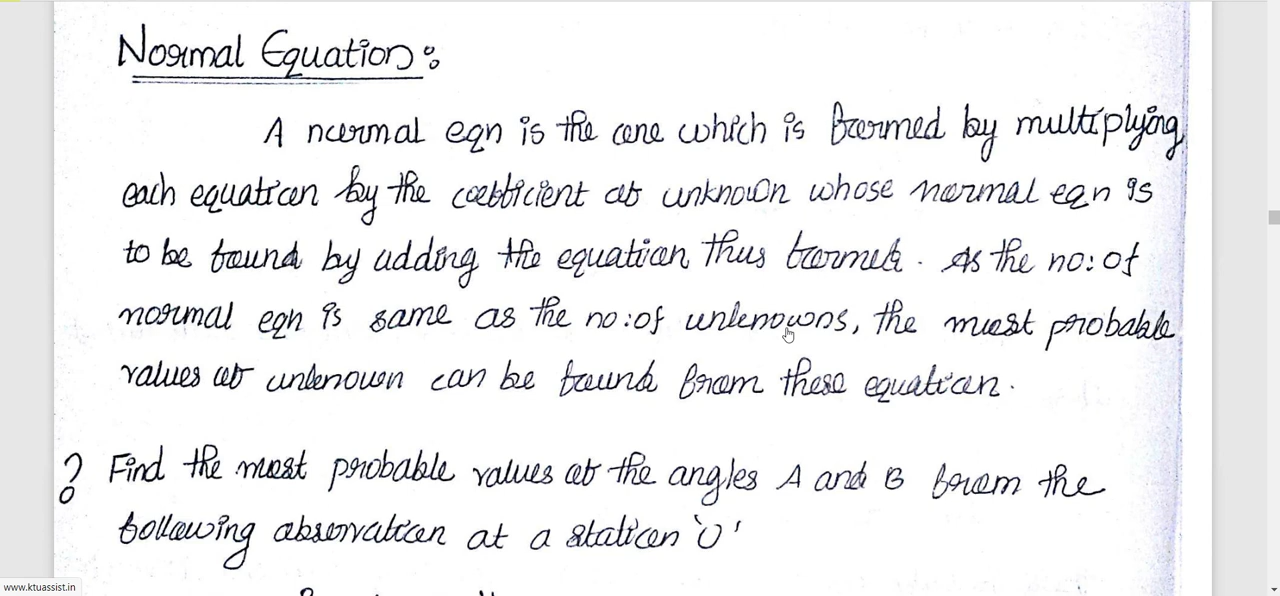 Normal Equation:
A normal eqn is the one which is formed by multiplying
each equation by the coefficient of unknown whose normal eqn is
to be found by adding the equation thus formed. As the no: of
normal eqn is same as the no: of unknowns, the most probable
values of unknown can be found from these equation.
? Find the most probable values of the angles A and B from the
following observation at a station 'O'
www.ktuassist.in